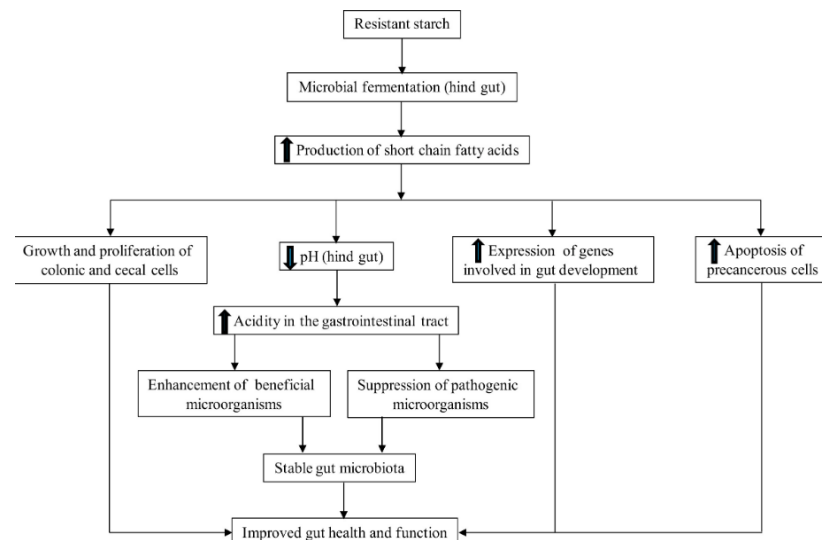 Resistant starch
Microbial fermentation (hind gut)
Production of short chain fatty acids
Growth and proliferation of
colonic and cecal cells
pH (hind gut)
Expression of genes
involved in gut development
Apoptosis of
precancerous cells
Acidity in the gastrointestinal tract
Enhancement of beneficial
microorganisms
Suppression of pathogenic
microorganisms
Stable gut microbiota
Improved gut health and function